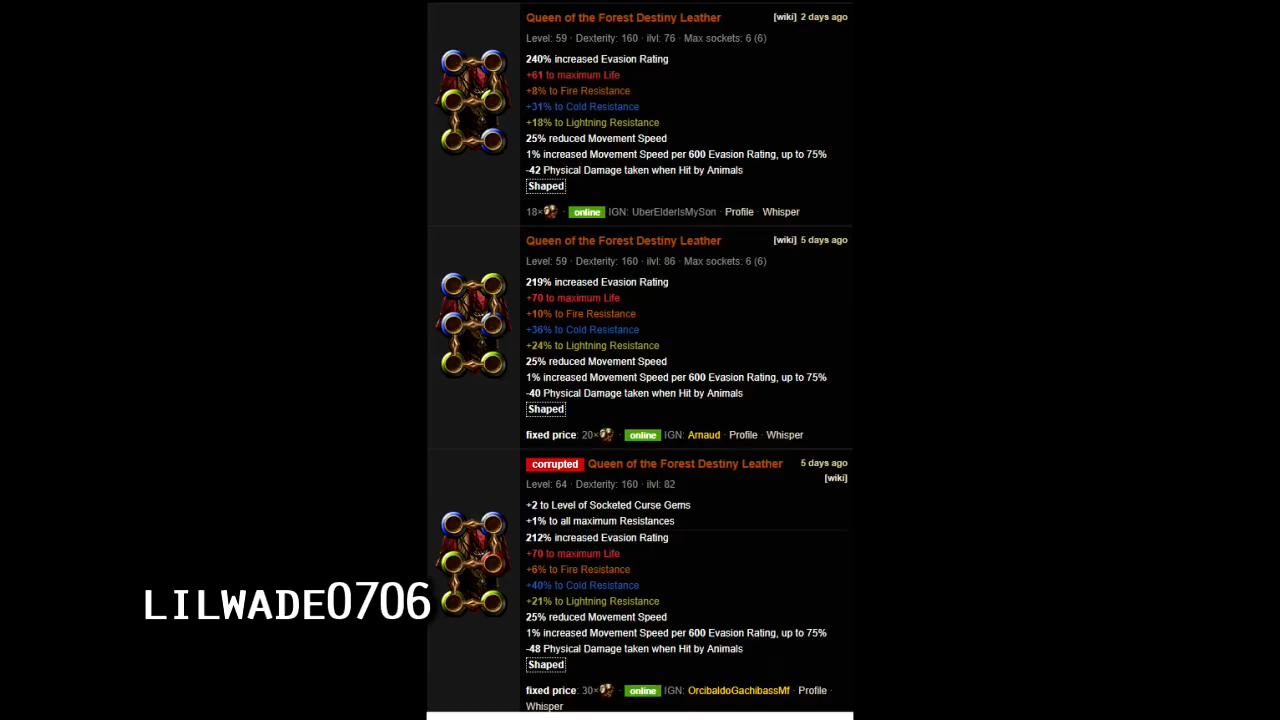 Queen of the Forest Destiny Leather [wiki] 2 days ago
Level: 59 · Dexterity: 160 · ilvl: 76 · Max sockets: 6 (6)
240% increased Evasion Rating
+61 to maximum Life
+8% to Fire Resistance
+31% to Cold Resistance
+18% to Lightning Resistance
25% reduced Movement Speed
1% increased Movement Speed per 600 Evasion Rating, up to 75%
-42 Physical Damage taken when Hit by Animals
Shaped
18× · online IGN: UberElderIsMySon · Profile · Whisper
Queen of the Forest Destiny Leather [wiki] 5 days ago
Level: 59 · Dexterity: 160 · ilvl: 86 · Max sockets: 6 (6)
219% increased Evasion Rating
+70 to maximum Life
+10% to Fire Resistance
+36% to Cold Resistance
+24% to Lightning Resistance
25% reduced Movement Speed
1% increased Movement Speed per 600 Evasion Rating, up to 75%
-40 Physical Damage taken when Hit by Animals
Shaped
fixed price: 20× · online IGN: Arnaud · Profile · Whisper
corrupted Queen of the Forest Destiny Leather 5 days ago
Level: 64 · Dexterity: 160 · ilvl: 82 [wiki]
+2 to Level of Socketed Curse Gems
+1% to all maximum Resistances
212% increased Evasion Rating
+70 to maximum Life
+6% to Fire Resistance
+40% to Cold Resistance
+21% to Lightning Resistance
25% reduced Movement Speed
1% increased Movement Speed per 600 Evasion Rating, up to 75%
-48 Physical Damage taken when Hit by Animals
Shaped
fixed price: 30× · online IGN: OrcibaldoGachibassMf · Profile ·
Whisper
LILWADE0706